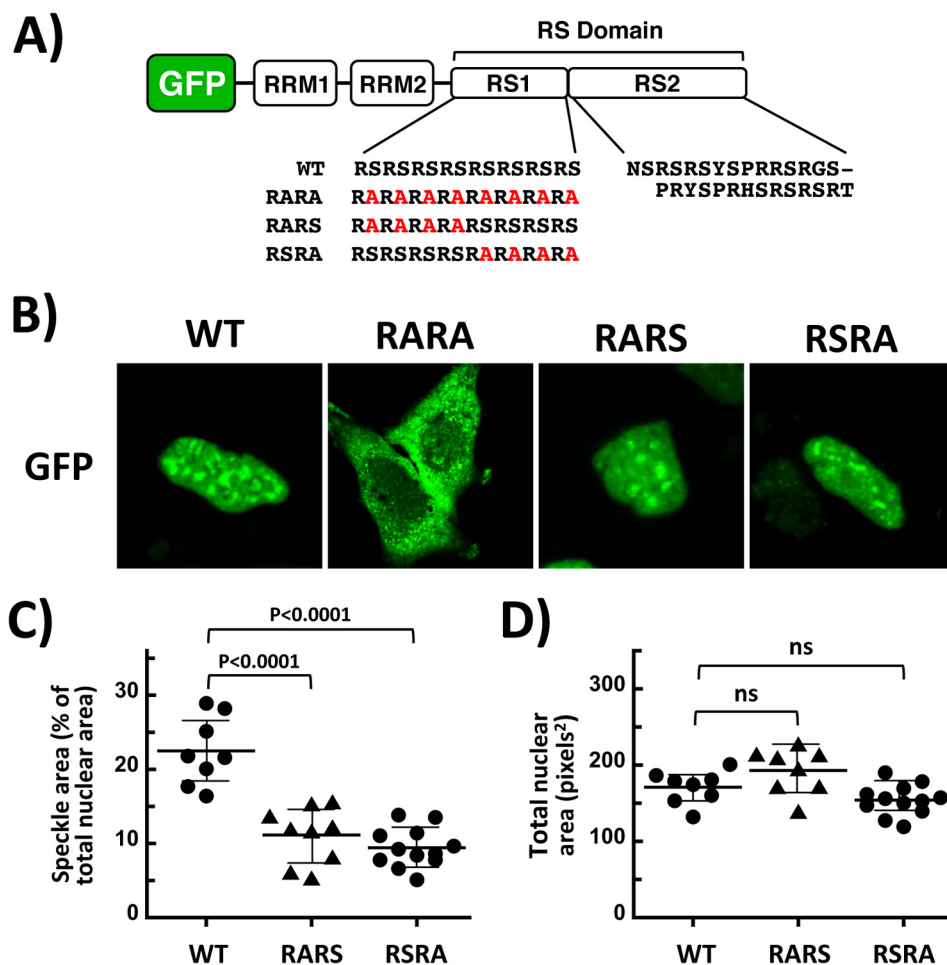 A)
RS Domain
GFP RRM1 RRM2 RS1 RS2
WT RSRSRSRSRSRSRSRS NSRSRSYSPRRSRGS-
PRYSPRHSRSRSRT
RARA RARARARARARARARA
RARS RARARARARSRSRSRS
RSRA RSRSRSRSRARARARA
B)
WT RARA RARS RSRA
GFP
C)
P<0.0001
P<0.0001
Speckle area (% of
total nuclear area)
30
20
10
0
WT RARS RSRA
D)
ns
ns
Total nuclear
area (pixels²)
300
200
100
0
WT RARS RSRA